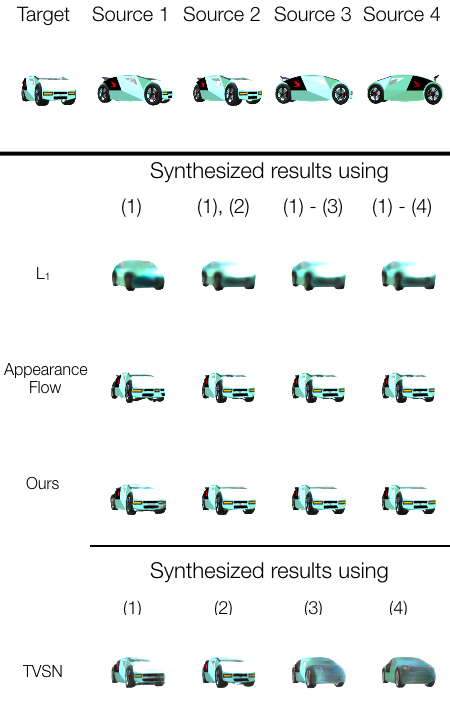 Target Source 1 Source 2 Source 3 Source 4
Synthesized results using
(1) (1), (2) (1) - (3) (1) - (4)
L₁
Appearance
Flow
Ours
Synthesized results using
(1) (2) (3) (4)
TVSN